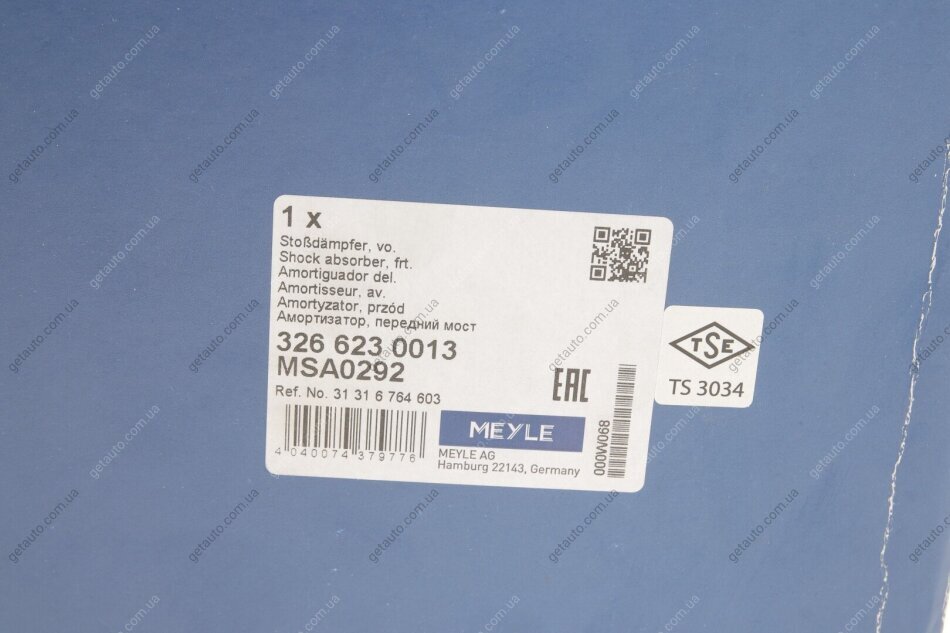 1 x
Stoßdämpfer, vo.
Shock absorber, frt.
Amortiguador del.
Amortisseur, av.
Amortyzator, przód
Амортизатор, передний мост
326 623 0013
MSA0292
Ref. No. 31 31 6 764 603
4 040074 379776
EAC
MEYLE
MEYLE AG
Hamburg 22143, Germany
000W068
TSE
TS 3034
getauto.com.ua